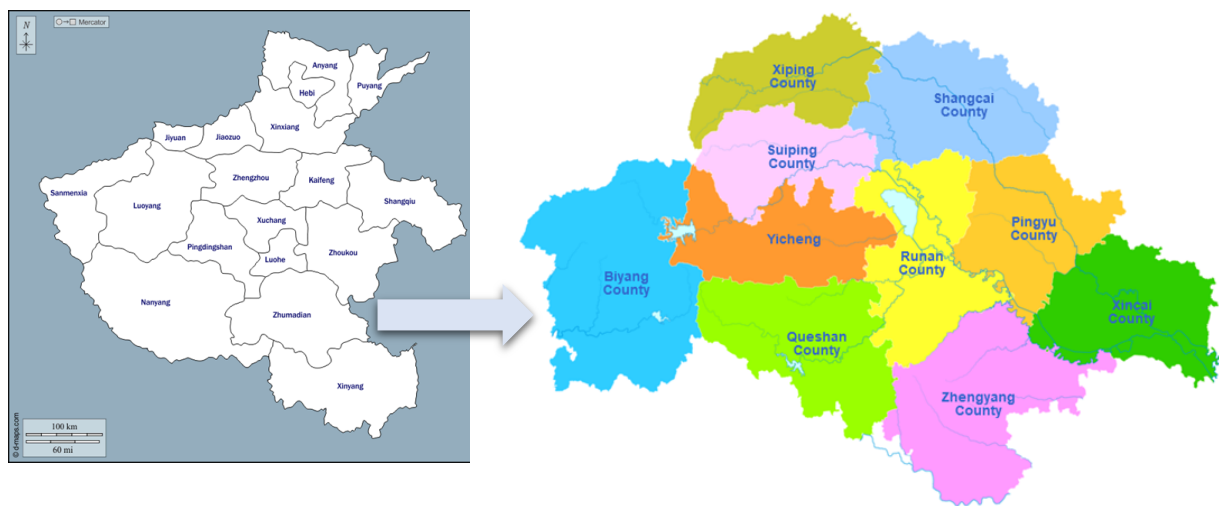 N
Mercator
Anyang
Hebi
Puyang
Xinxiang
Jiyuan
Jiaozuo
Zhengzhou
Kaifeng
Sanmenxia
Luoyang
Shangqiu
Xuchang
Pingdingshan
Luohe
Zhoukou
Nanyang
Zhumadian
Xinyang
100 km
60 mi
© d-maps.com
Xiping
County
Shangcai
County
Suiping
County
Yicheng
Pingyu
County
Runan
County
Biyang
County
Xincai
County
Queshan
County
Zhengyang
County